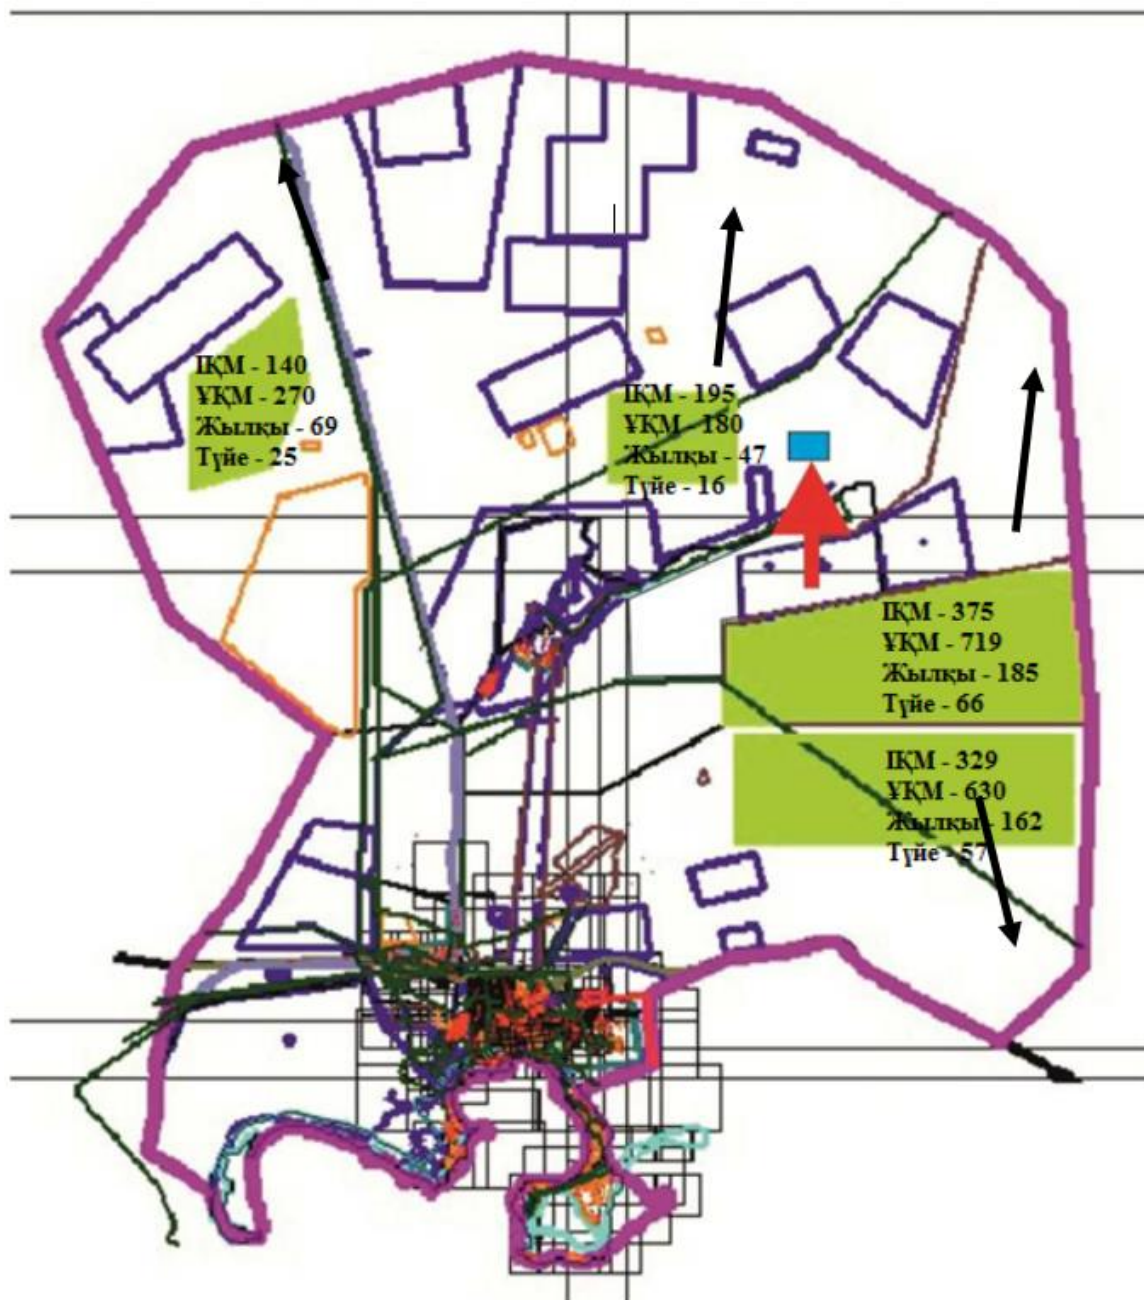 ІҚМ - 140
ҰҚМ - 270
Жылқы - 69
Түйе - 25
ІҚМ - 195
ҰҚМ - 180
Жылқы - 47
Түйе - 16
ІҚМ - 375
ҰҚМ - 719
Жылқы - 185
Түйе - 66
ІҚМ - 329
ҰҚМ - 630
Жылқы - 162
Түйе - 57